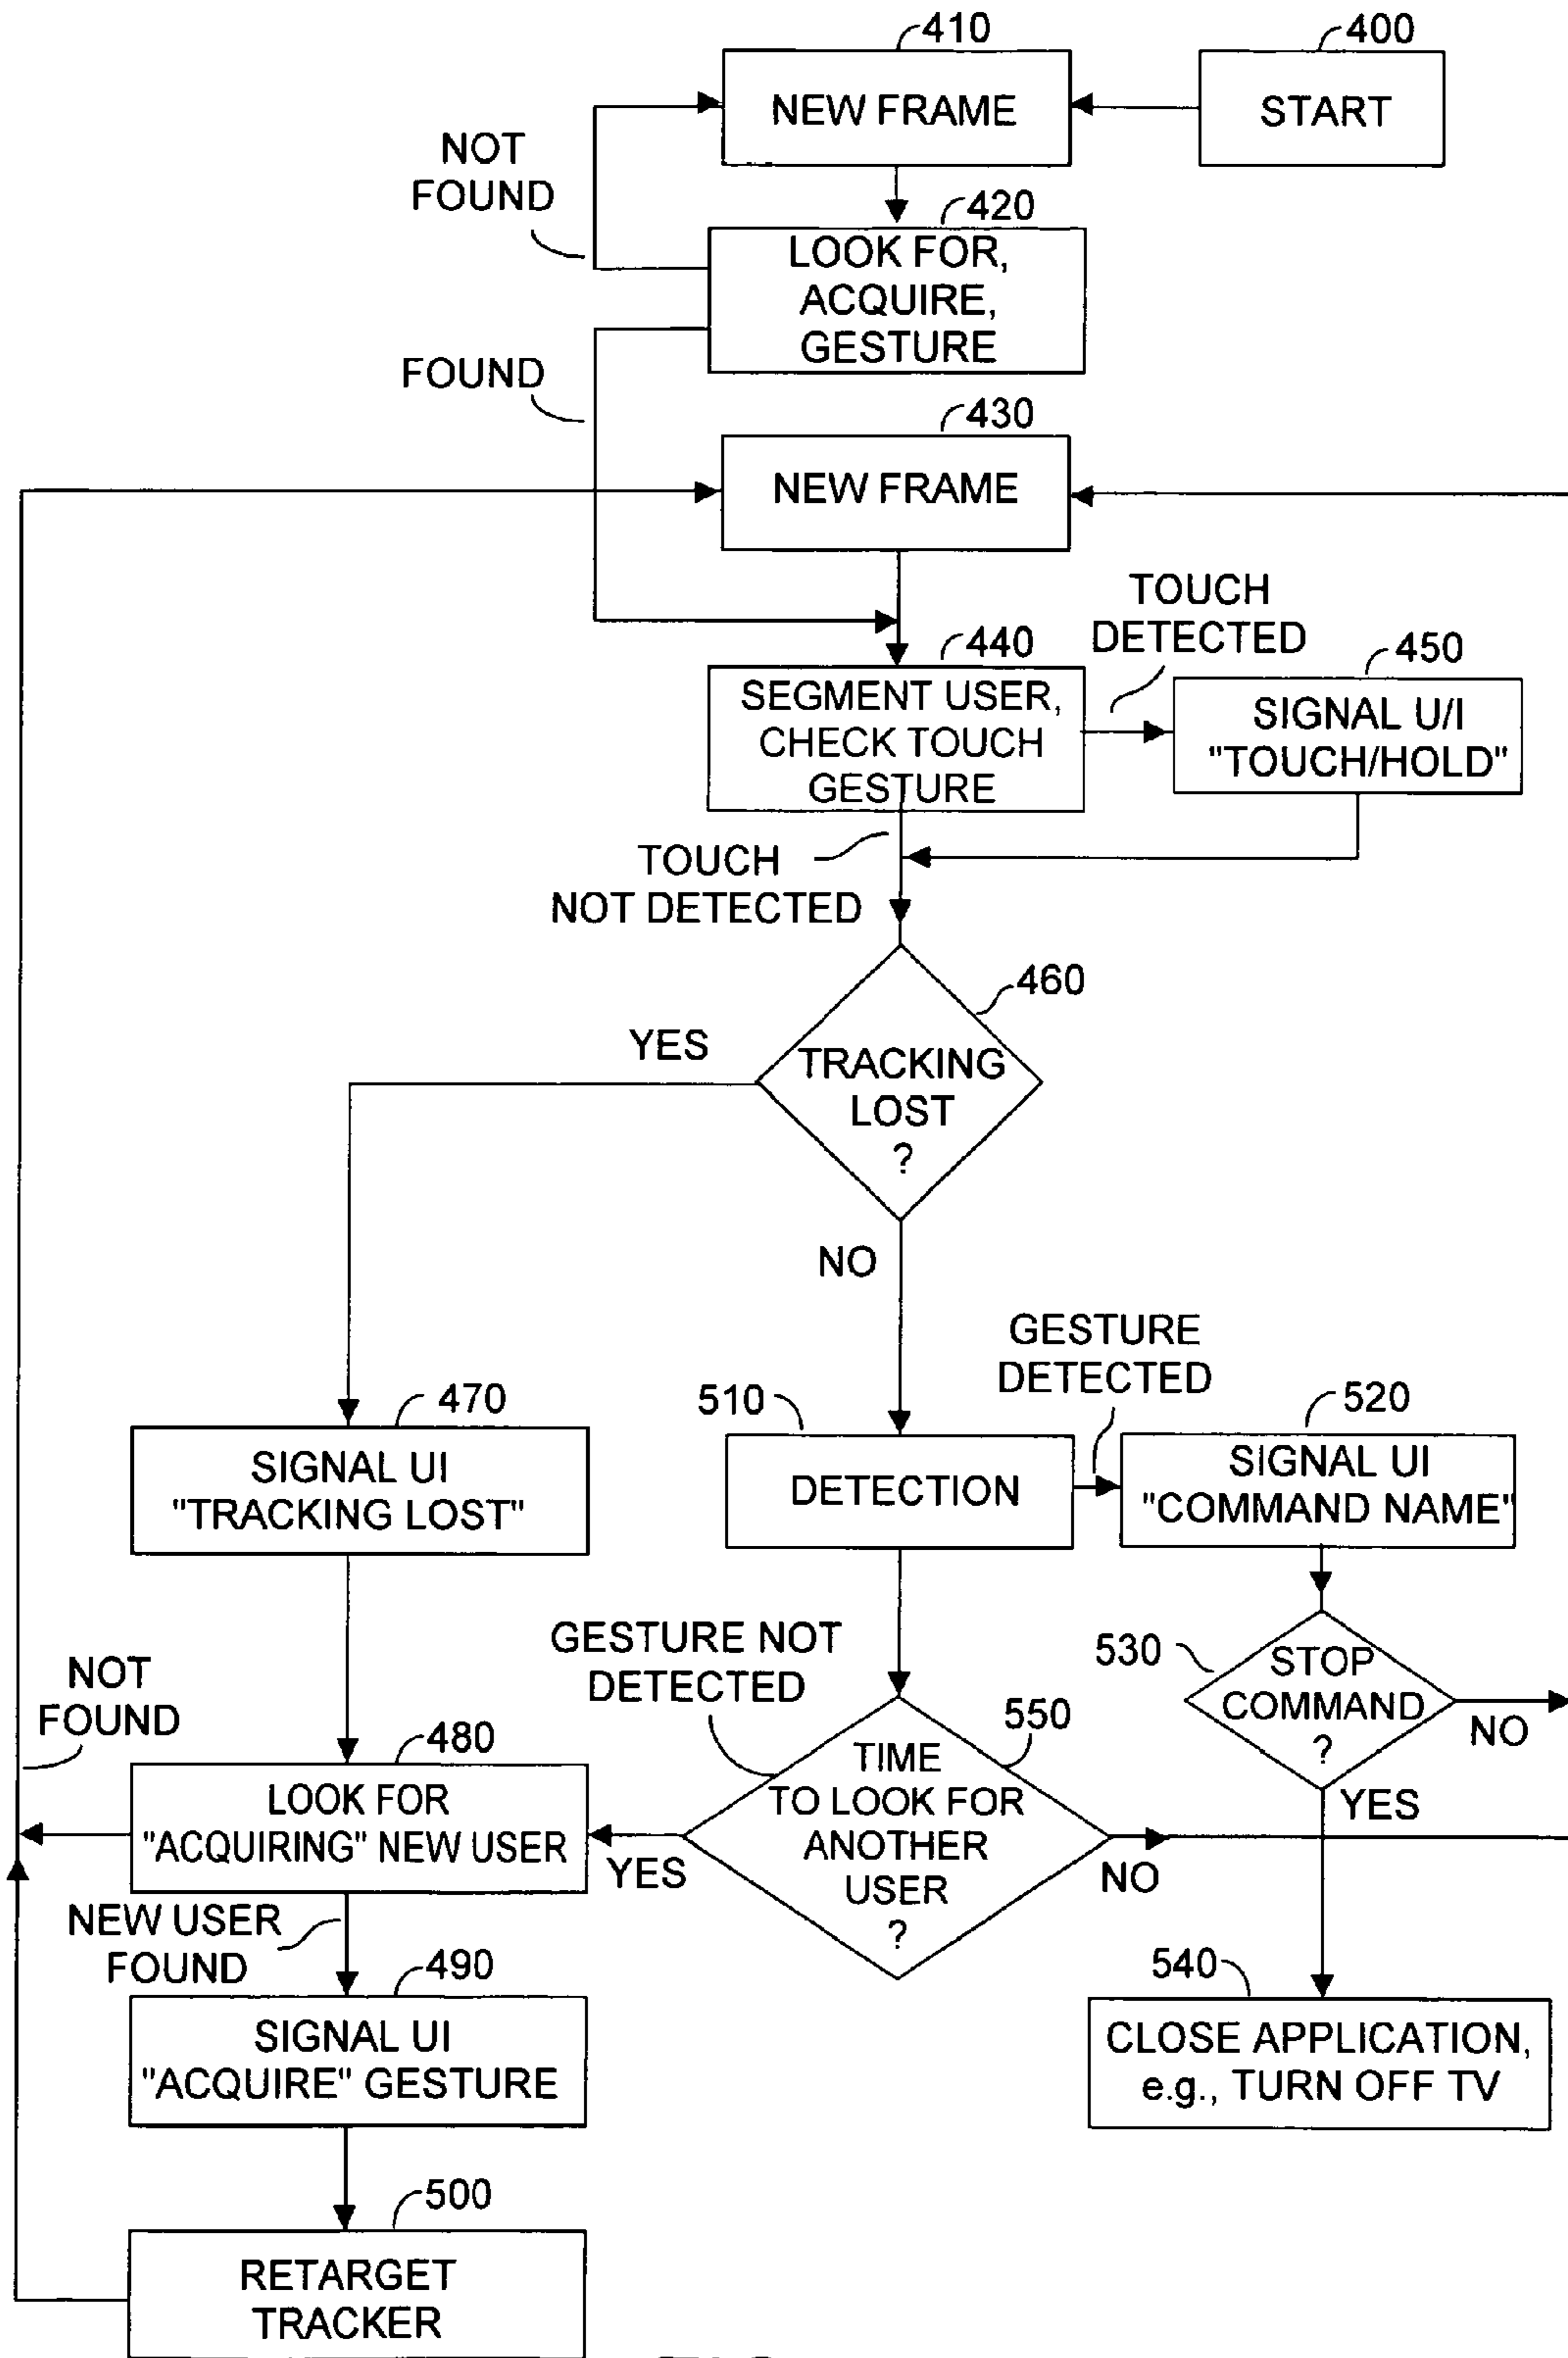 410
400
NEW FRAME
START
NOT
FOUND
420
LOOK FOR,
ACQUIRE,
GESTURE
FOUND
430
NEW FRAME
TOUCH
DETECTED
440
450
SEGMENT USER,
CHECK TOUCH
GESTURE
SIGNAL U/I
"TOUCH/HOLD"
TOUCH
NOT DETECTED
460
YES
TRACKING
LOST
?
NO
GESTURE
DETECTED
470
510
520
SIGNAL UI
"TRACKING LOST"
DETECTION
SIGNAL UI
"COMMAND NAME"
GESTURE NOT
DETECTED
530
STOP
COMMAND
?
NO
YES
NOT
FOUND
480
550
LOOK FOR
"ACQUIRING" NEW USER
YES
TIME
TO LOOK FOR
ANOTHER
USER
?
NO
NEW USER
FOUND
490
540
SIGNAL UI
"ACQUIRE" GESTURE
CLOSE APPLICATION,
e.g., TURN OFF TV
500
RETARGET
TRACKER